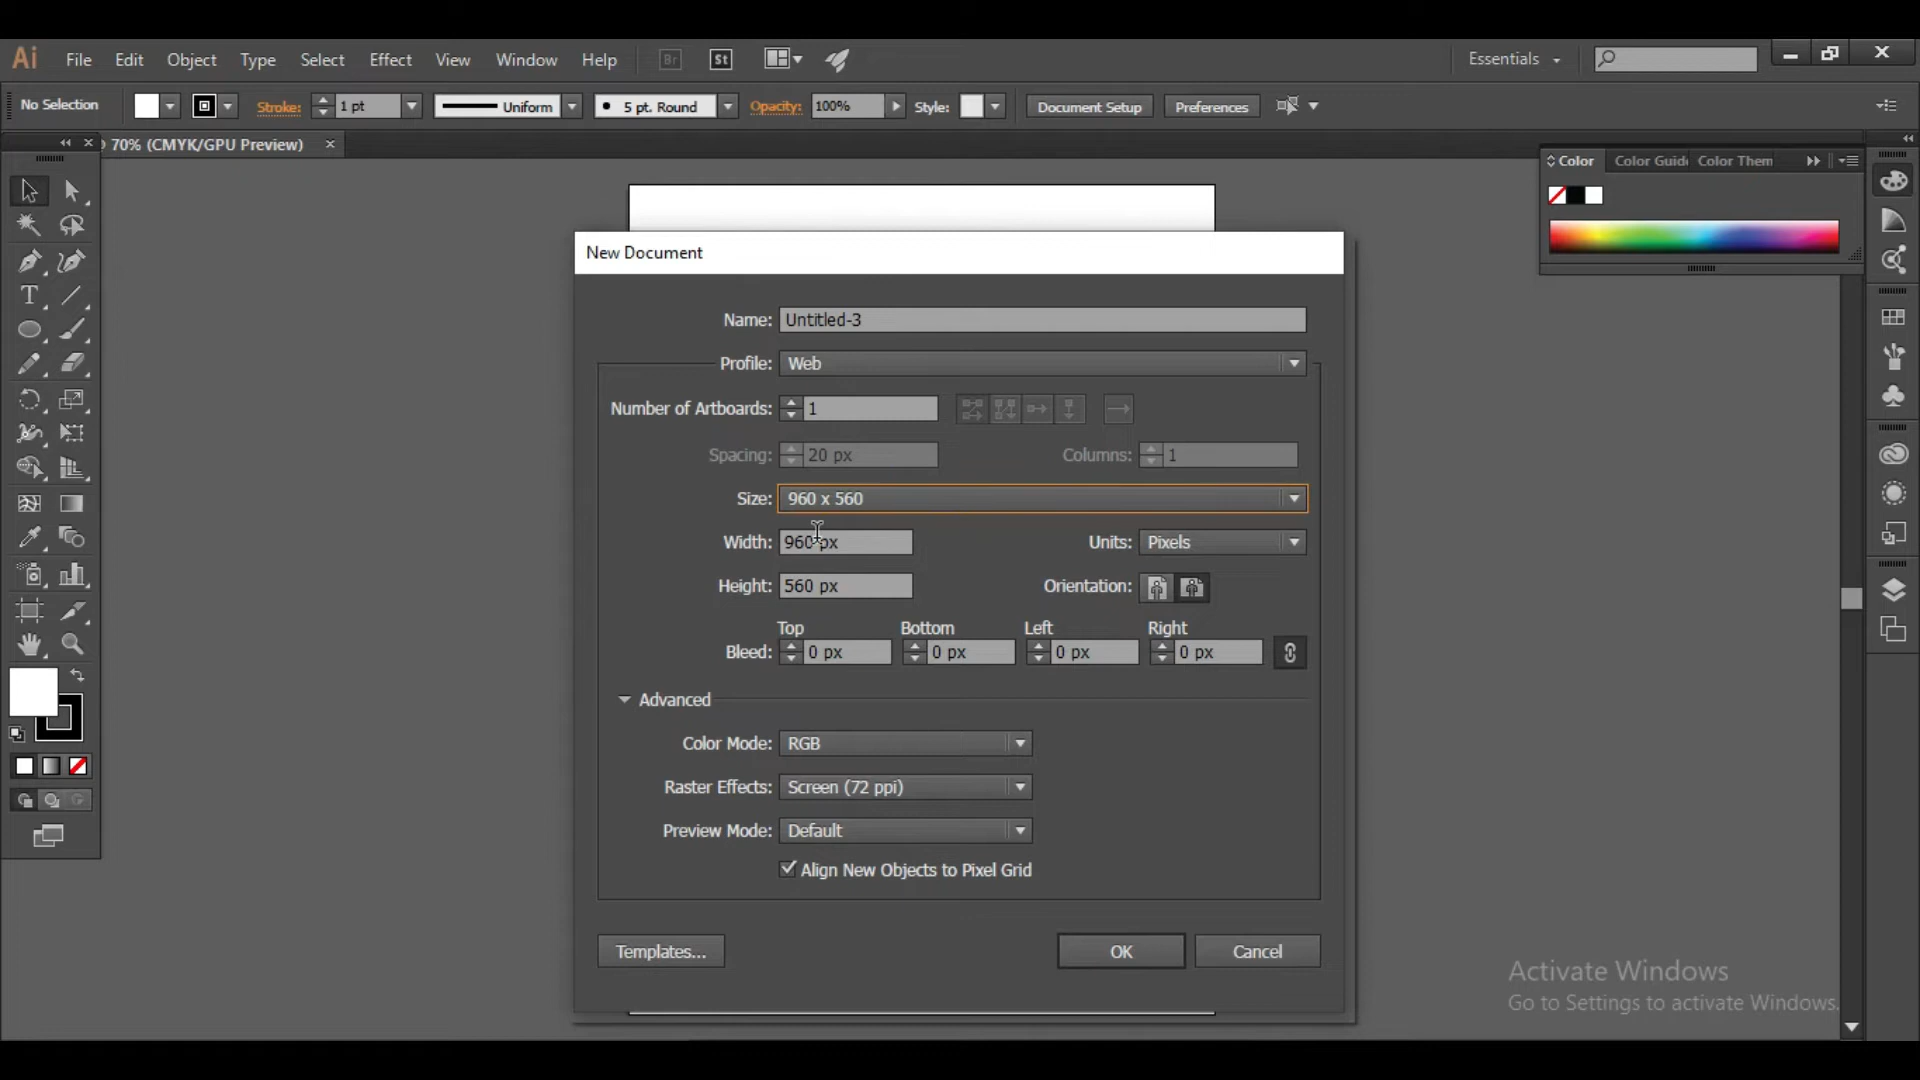 Ai File Edit Object Type Select Effect View Window Help Br St Essentials
No Selection Stroke: 1 pt Uniform 5 pt. Round Opacity: 100% Style: Document Setup Preferences
70% (CMYK/GPU Preview)
Color Color Guid Color Them
New Document
Name: Untitled-3
Profile: Web
Number of Artboards: 1
Spacing: 20 px Columns: 1
Size: 960 x 560
Width: 960 px Units: Pixels
Height: 560 px Orientation:
Top Bottom Left Right
Bleed: 0 px 0 px 0 px 0 px
Advanced
Color Mode: RGB
Raster Effects: Screen (72 ppi)
Preview Mode: Default
Align New Objects to Pixel Grid
Templates... OK Cancel
Activate Windows
Go to Settings to activate Windows.